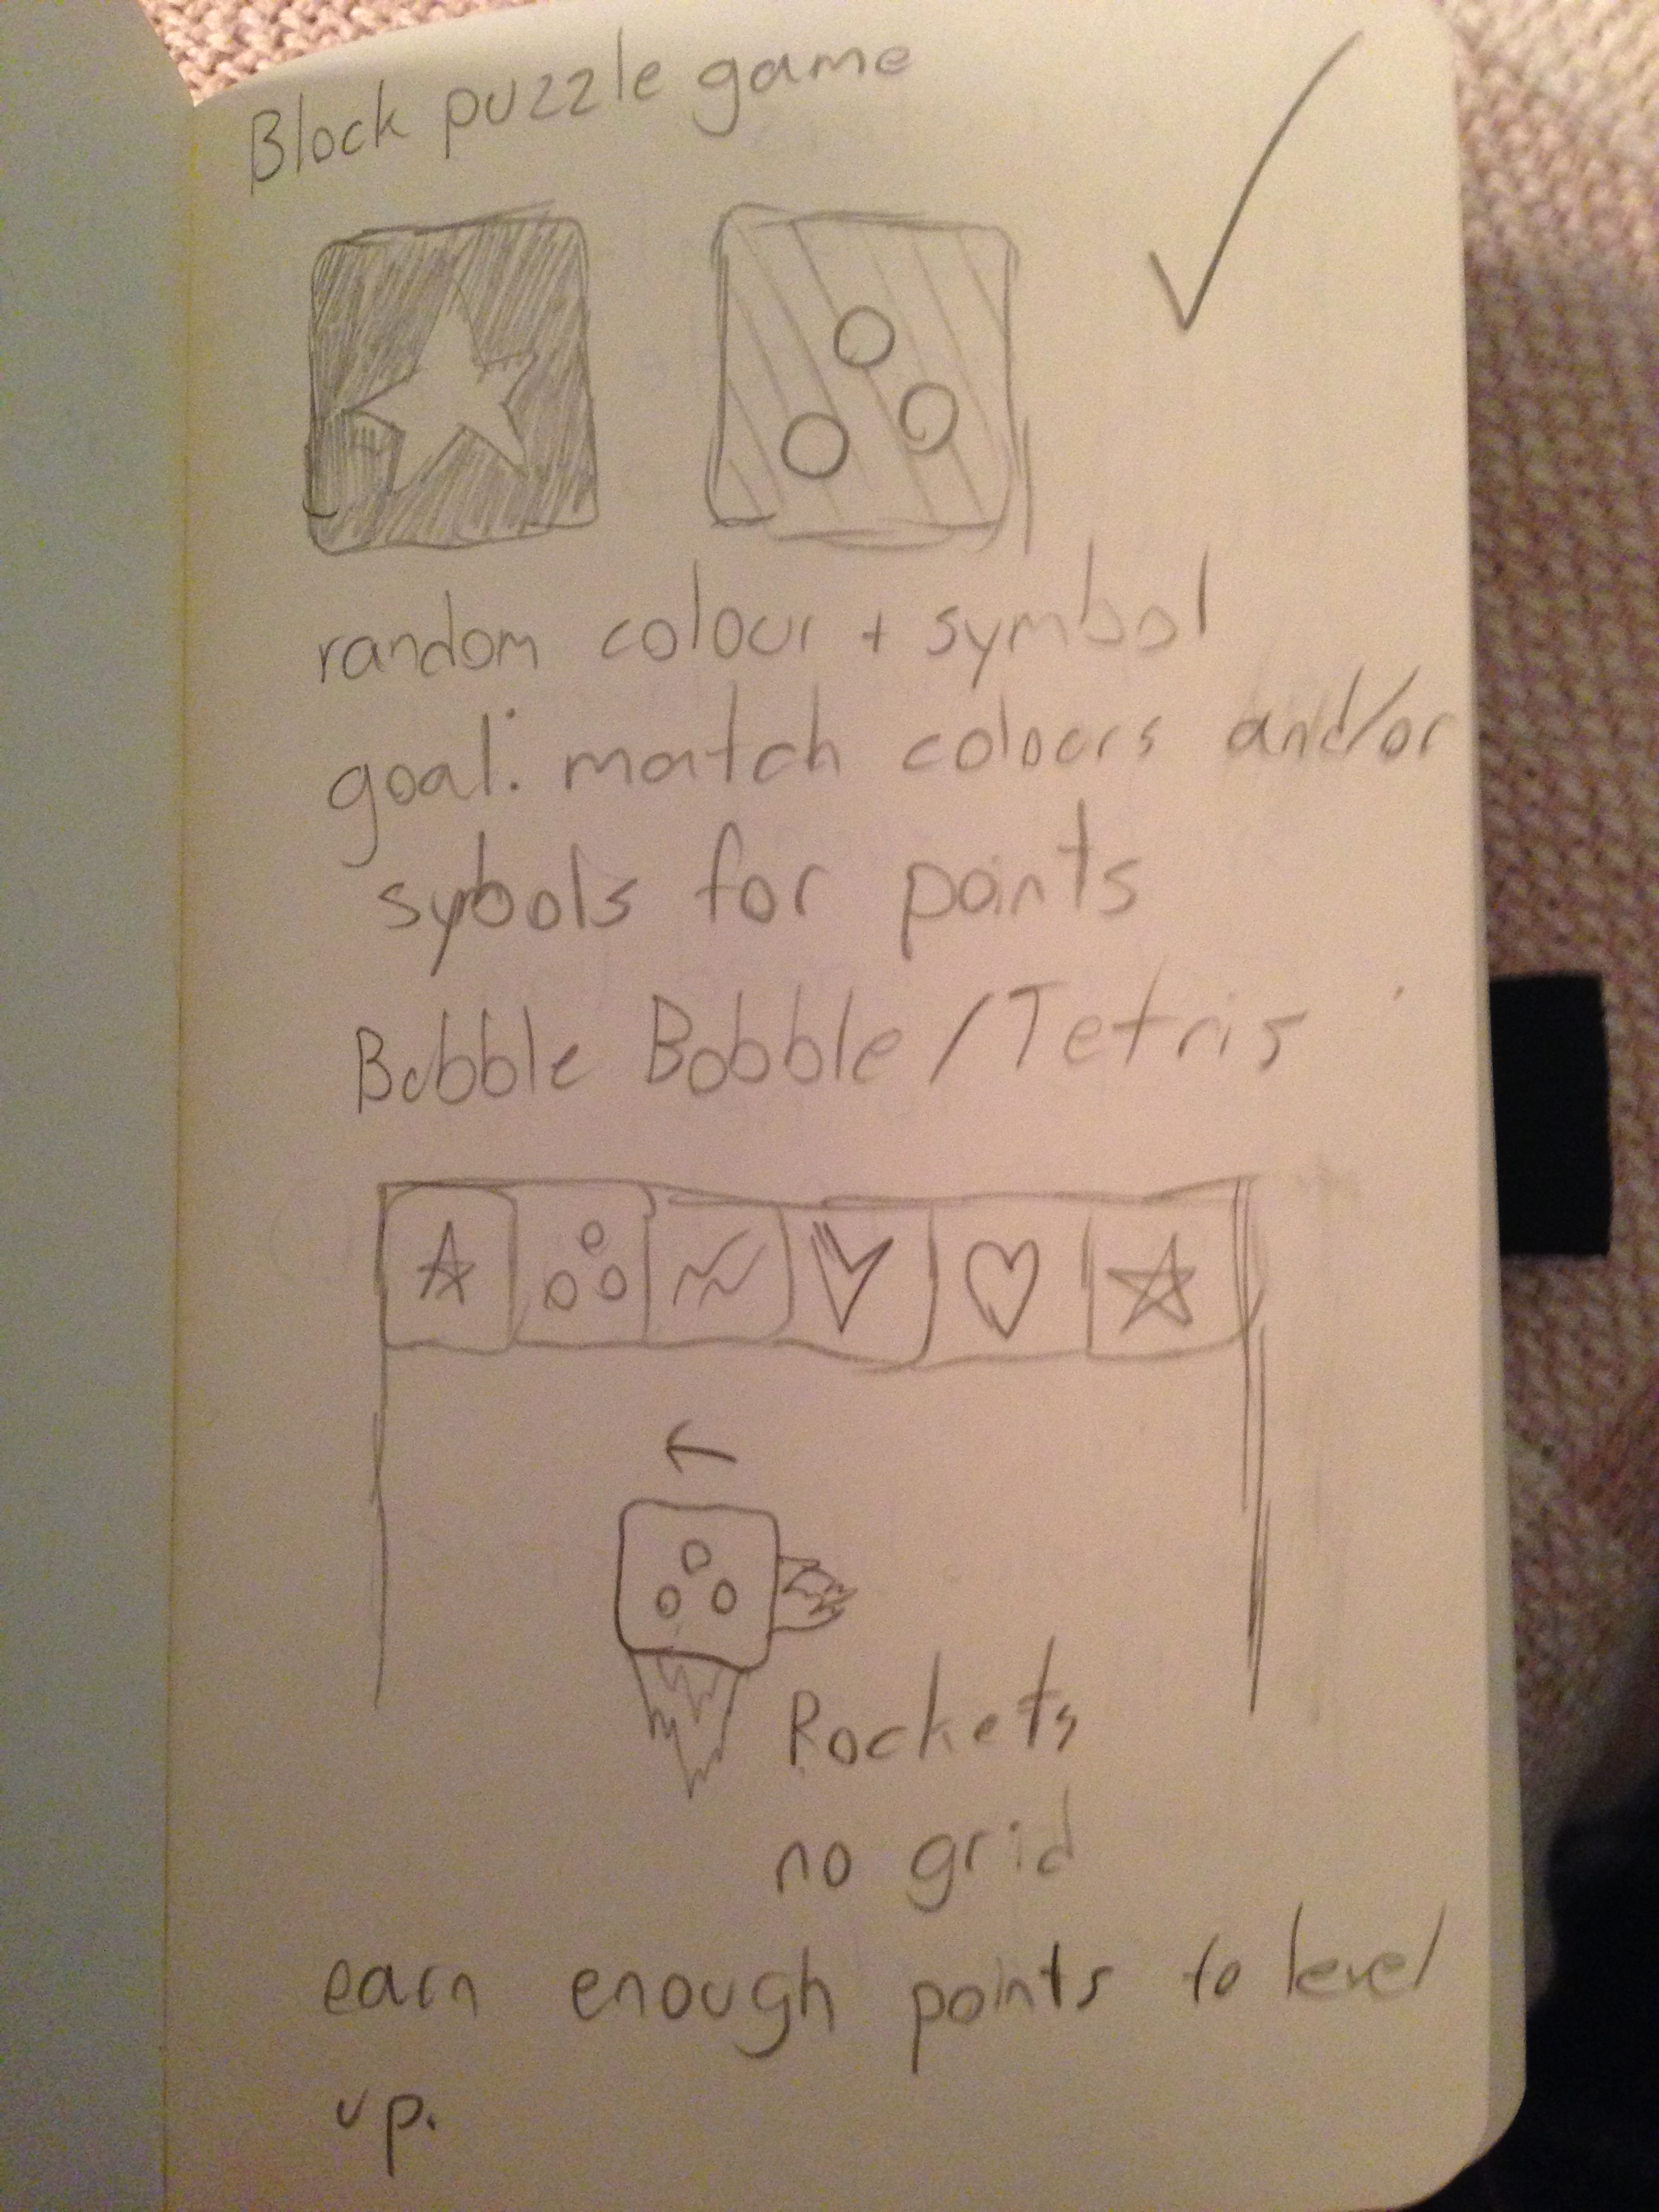 Block puzzle game
random colour + symbol
goal: match colours and/or
sybols for points
Bubble Bobble/Tetris
Rockets
no grid
earn enough points to level
up.